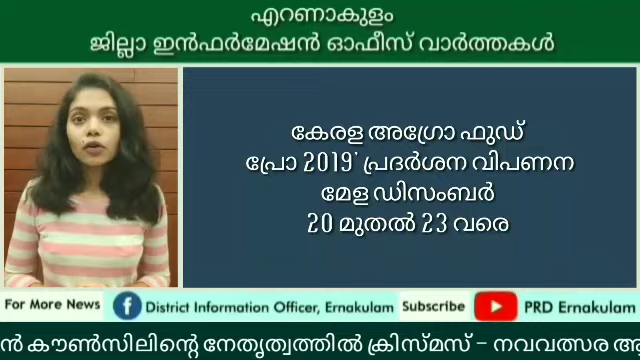 എറണാകുളം
ജില്ലാ ഇൻഫർമേഷൻ ഓഫീസ് വാർത്തകൾ
കേരള അഗ്രോ ഫുഡ്
പ്രോ 2019' പ്രദർശന വിപണന
മേള ഡിസംബർ
20 മുതൽ 23 വരെ
For More News District Information Officer, Ernakulam Subscribe PRD Ernakulam
ൻ കൗൺസിലിന്റെ നേതൃത്വത്തിൽ ക്രിസ്മസ് – നവവത്സര